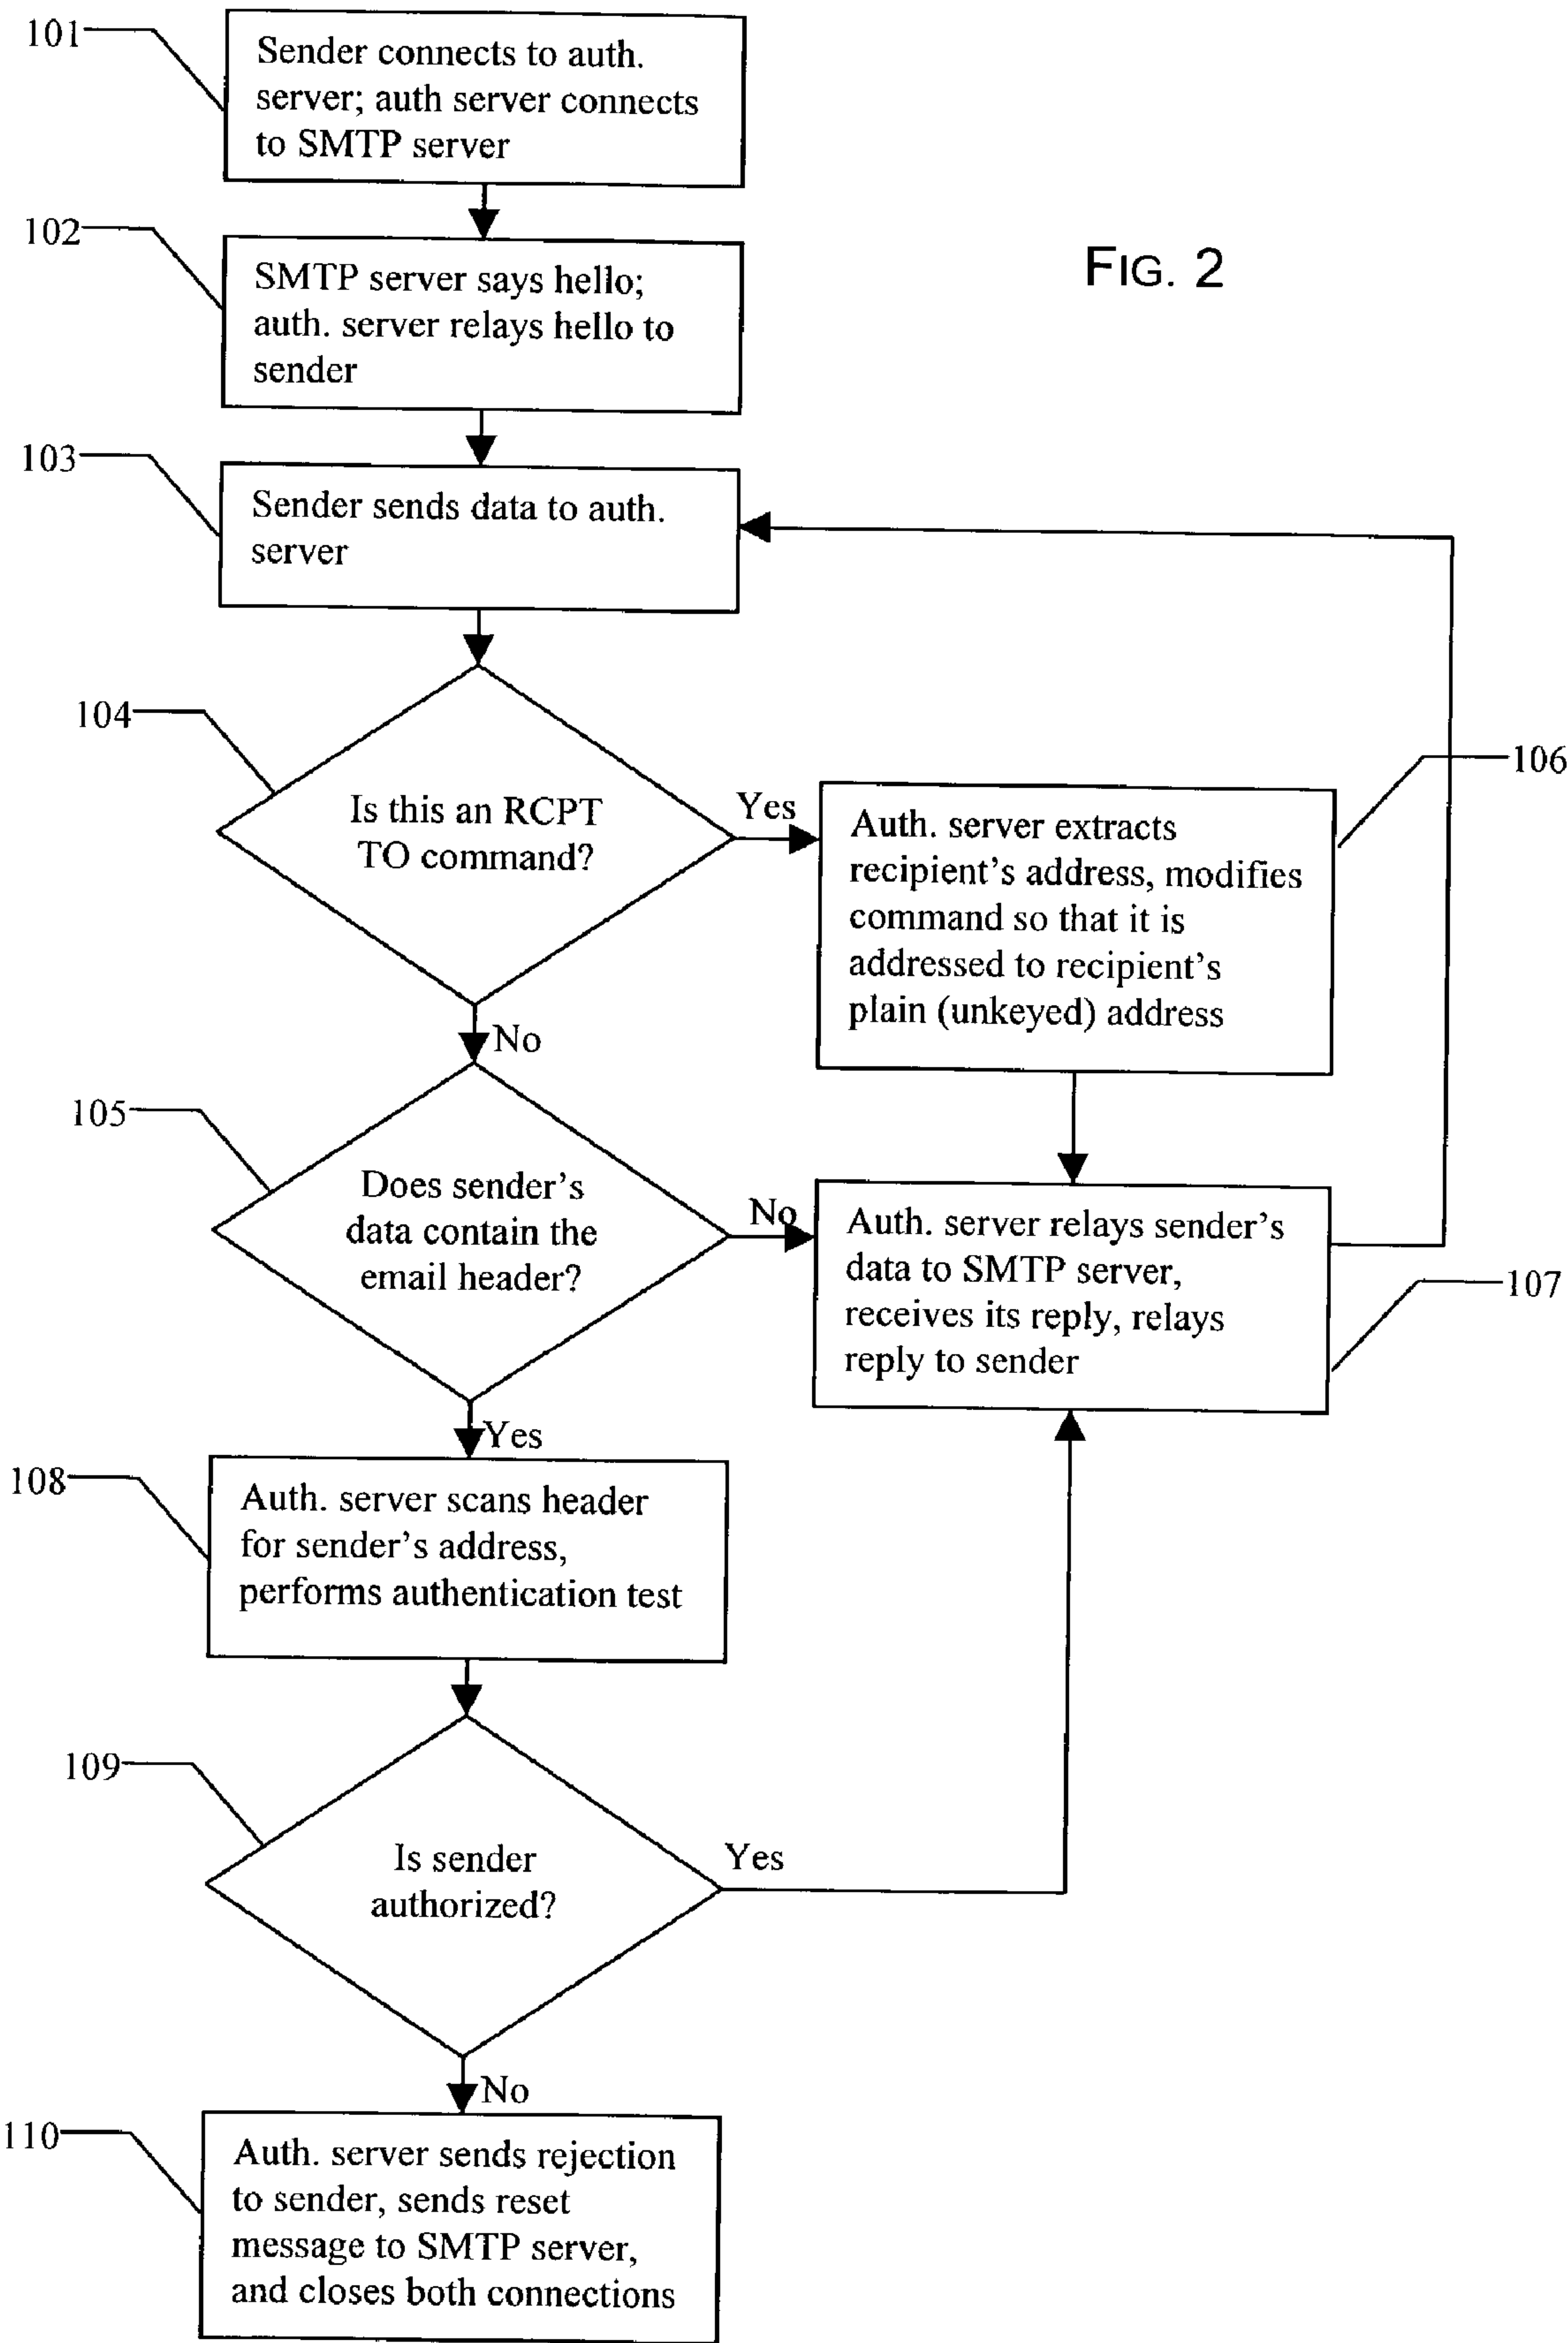 101
Sender connects to auth.
server; auth server connects
to SMTP server
102
SMTP server says hello;
auth. server relays hello to
sender
FIG. 2
103
Sender sends data to auth.
server
104
Is this an RCPT
TO command?
Yes
106
Auth. server extracts
recipient's address, modifies
command so that it is
addressed to recipient's
plain (unkeyed) address
No
105
Does sender's
data contain the
email header?
No
Auth. server relays sender's
data to SMTP server,
receives its reply, relays
reply to sender
107
Yes
108
Auth. server scans header
for sender's address,
performs authentication test
109
Is sender
authorized?
Yes
No
110
Auth. server sends rejection
to sender, sends reset
message to SMTP server,
and closes both connections